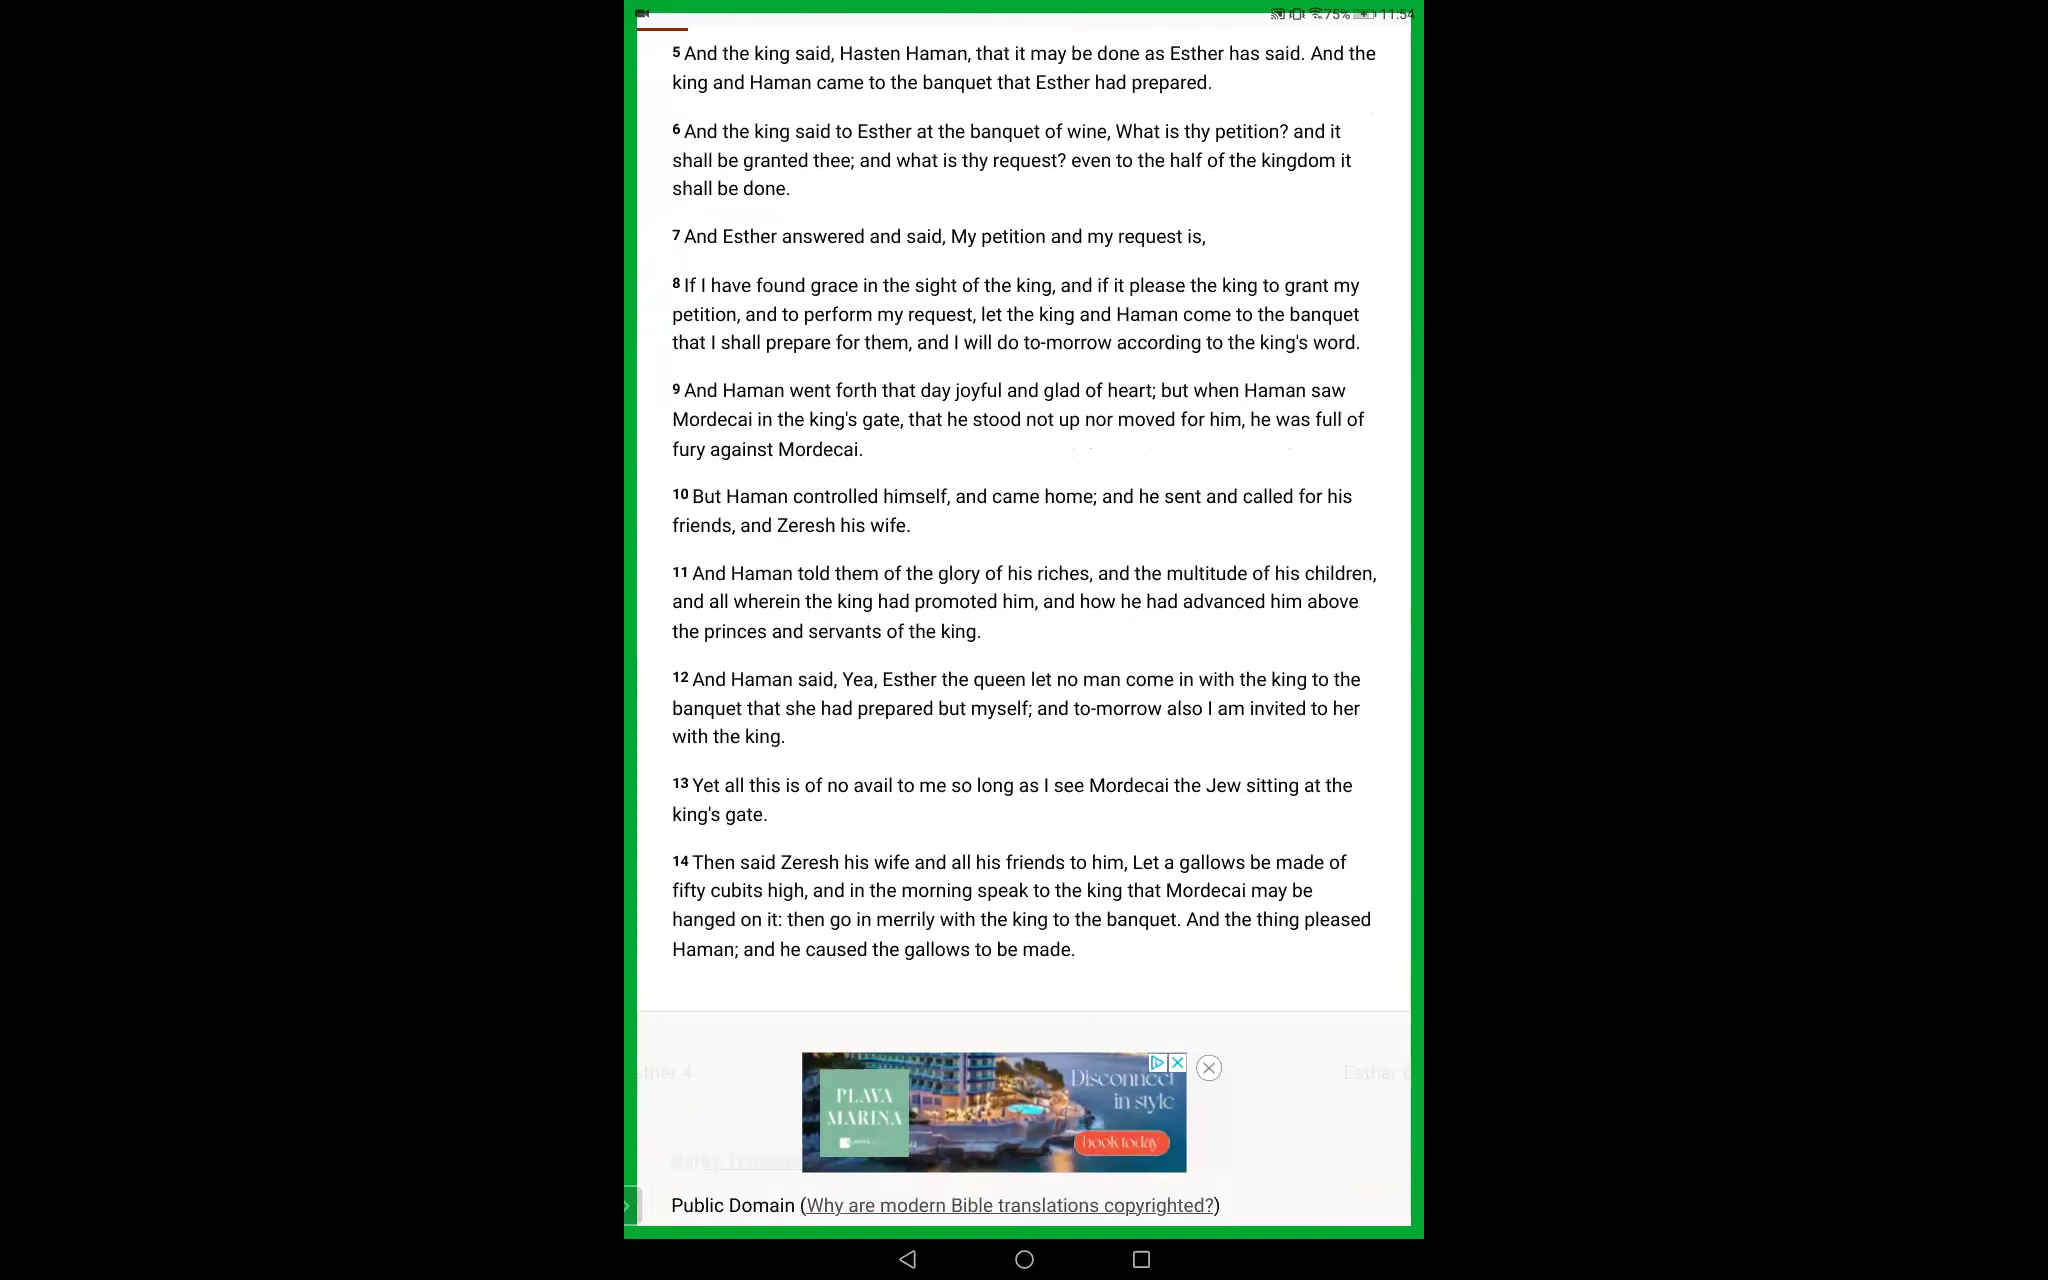 75% 11:54
5 And the king said, Hasten Haman, that it may be done as Esther has said. And the
king and Haman came to the banquet that Esther had prepared.
6 And the king said to Esther at the banquet of wine, What is thy petition? and it
shall be granted thee; and what is thy request? even to the half of the kingdom it
shall be done.
7 And Esther answered and said, My petition and my request is,
8 If I have found grace in the sight of the king, and if it please the king to grant my
petition, and to perform my request, let the king and Haman come to the banquet
that I shall prepare for them, and I will do to-morrow according to the king's word.
9 And Haman went forth that day joyful and glad of heart; but when Haman saw
Mordecai in the king's gate, that he stood not up nor moved for him, he was full of
fury against Mordecai.
10 But Haman controlled himself, and came home; and he sent and called for his
friends, and Zeresh his wife.
11 And Haman told them of the glory of his riches, and the multitude of his children,
and all wherein the king had promoted him, and how he had advanced him above
the princes and servants of the king.
12 And Haman said, Yea, Esther the queen let no man come in with the king to the
banquet that she had prepared but myself; and to-morrow also I am invited to her
with the king.
13 Yet all this is of no avail to me so long as I see Mordecai the Jew sitting at the
king's gate.
14 Then said Zeresh his wife and all his friends to him, Let a gallows be made of
fifty cubits high, and in the morning speak to the king that Mordecai may be
hanged on it: then go in merrily with the king to the banquet. And the thing pleased
Haman; and he caused the gallows to be made.
ther 4
Esther 6
PLAYA
MARINA
Disconnect
in style
book today
Public Domain (Why are modern Bible translations copyrighted?)